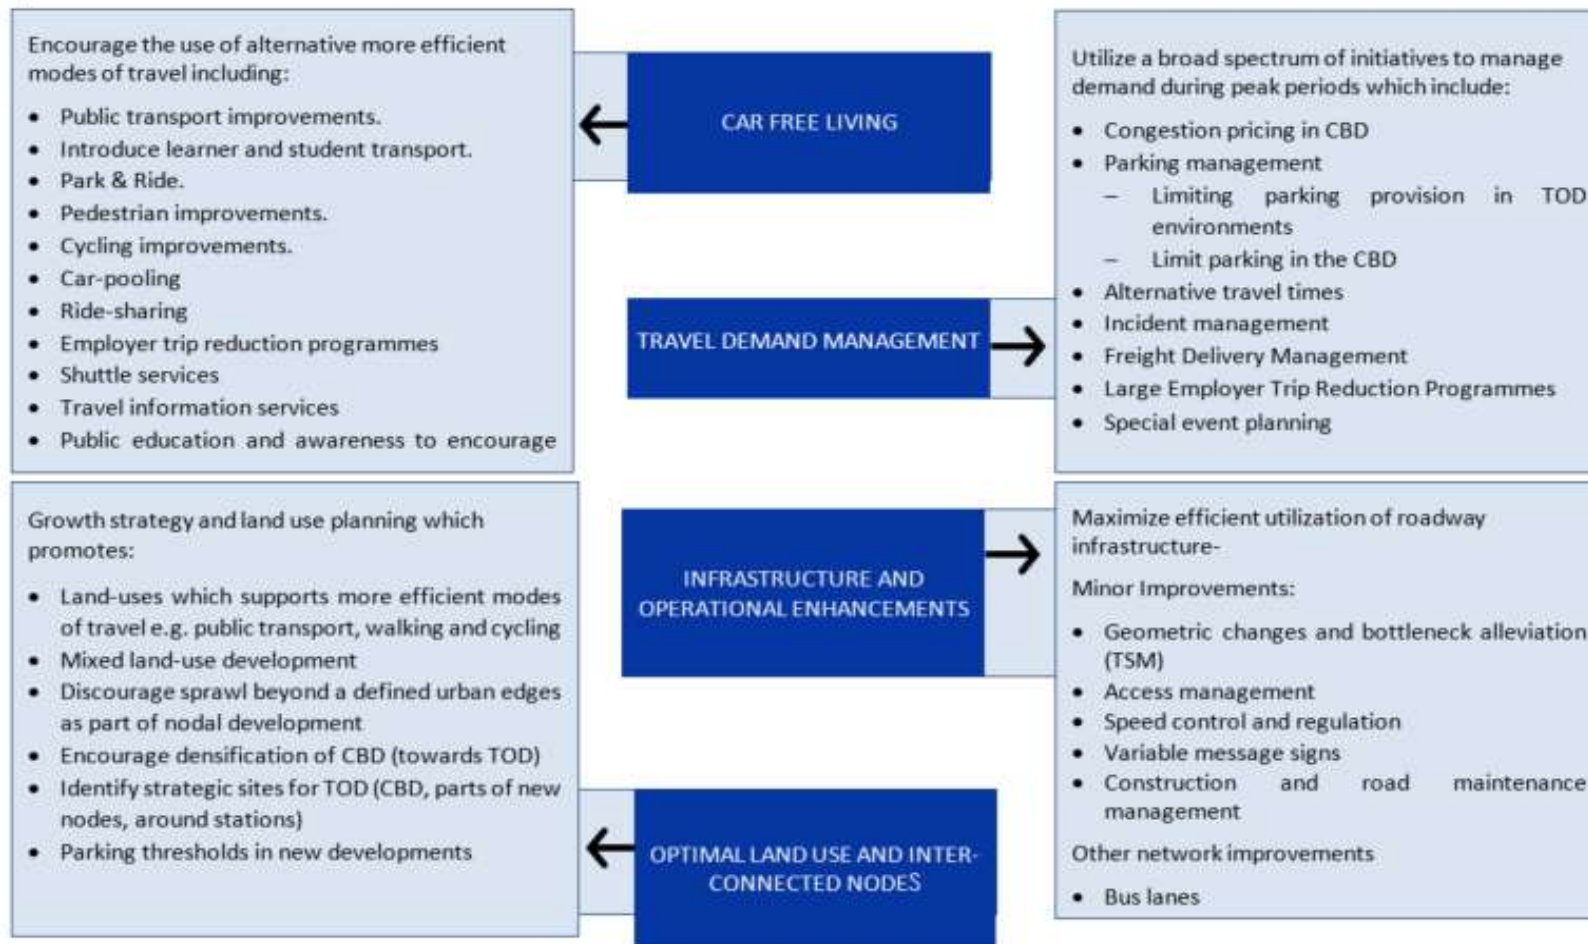 Encourage the use of alternative more efficient
modes of travel including:
• Public transport improvements.
• Introduce learner and student transport.
• Park & Ride.
• Pedestrian improvements.
• Cycling improvements.
• Car-pooling
• Ride-sharing
• Employer trip reduction programmes
• Shuttle services
• Travel information services
• Public education and awareness to encourage
CAR FREE LIVING
Utilize a broad spectrum of initiatives to manage
demand during peak periods which include:
• Congestion pricing in CBD
• Parking management
– Limiting parking provision in TOD
environments
– Limit parking in the CBD
• Alternative travel times
• Incident management
• Freight Delivery Management
• Large Employer Trip Reduction Programmes
• Special event planning
TRAVEL DEMAND MANAGEMENT
Growth strategy and land use planning which
promotes:
• Land-uses which supports more efficient modes
of travel e.g. public transport, walking and cycling
• Mixed land-use development
• Discourage sprawl beyond a defined urban edges
as part of nodal development
• Encourage densification of CBD (towards TOD)
• Identify strategic sites for TOD (CBD, parts of new
nodes, around stations)
• Parking thresholds in new developments
INFRASTRUCTURE AND
OPERATIONAL ENHANCEMENTS
Maximize efficient utilization of roadway
infrastructure-
Minor Improvements:
• Geometric changes and bottleneck alleviation
(TSM)
• Access management
• Speed control and regulation
• Variable message signs
• Construction and road maintenance
management
Other network improvements
• Bus lanes
OPTIMAL LAND USE AND INTER-
CONNECTED NODES